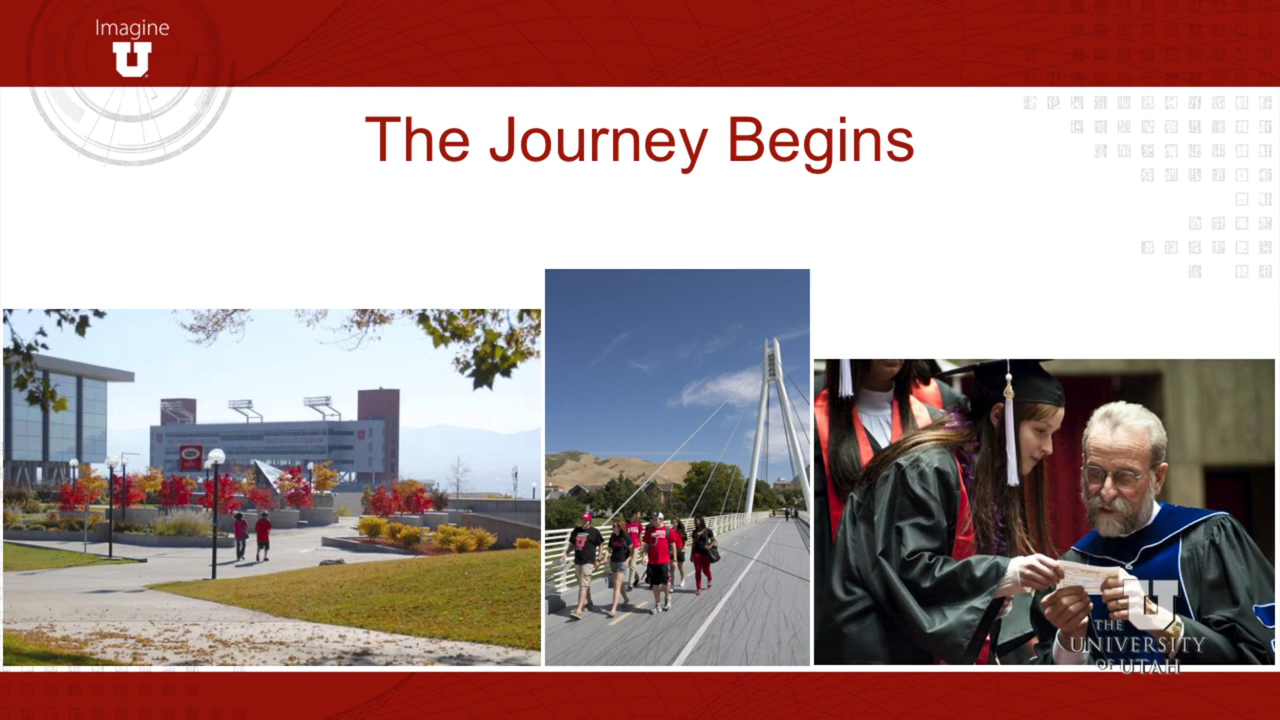 Imagine
U
The Journey Begins
U
THE
UNIVERSITY
OF UTAH